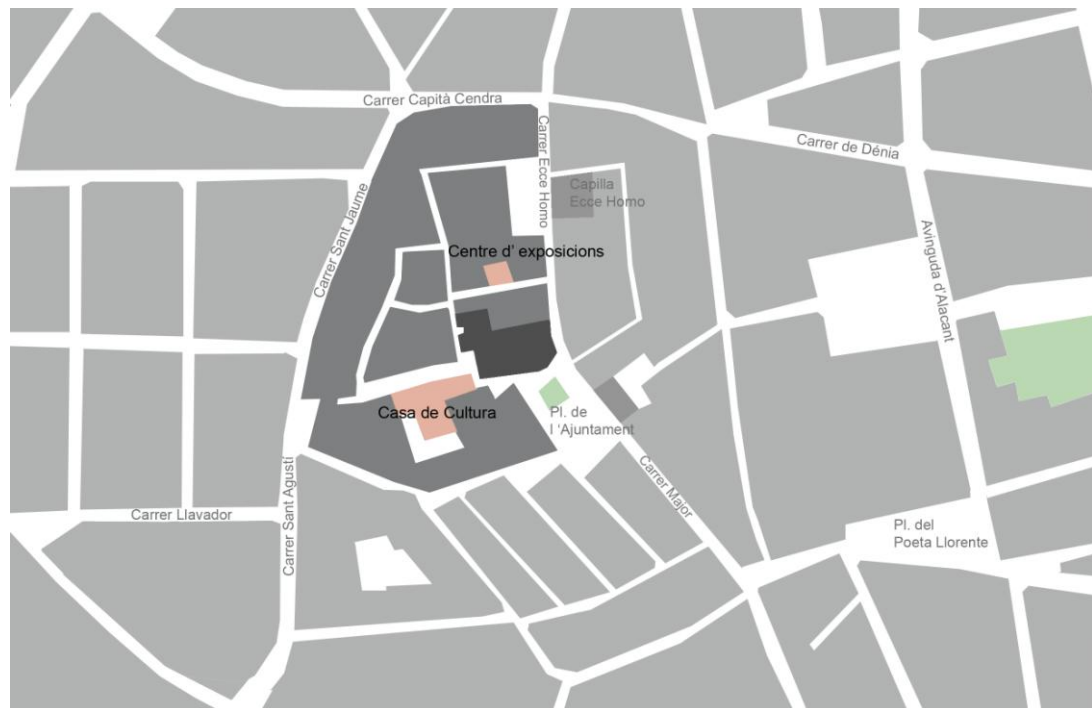 Carrer Capità Cendra
Carrer Ecce Homo
Carrer de Dénia
Capilla
Ecce Homo
Carrer Sant Jaume
Centre d' exposicions
Avinguda d'Alacant
Casa de Cultura
Pl. de
l 'Ajuntament
Carrer Major
Carrer Sant Agustí
Carrer Llavador
Pl. del
Poeta Llorente